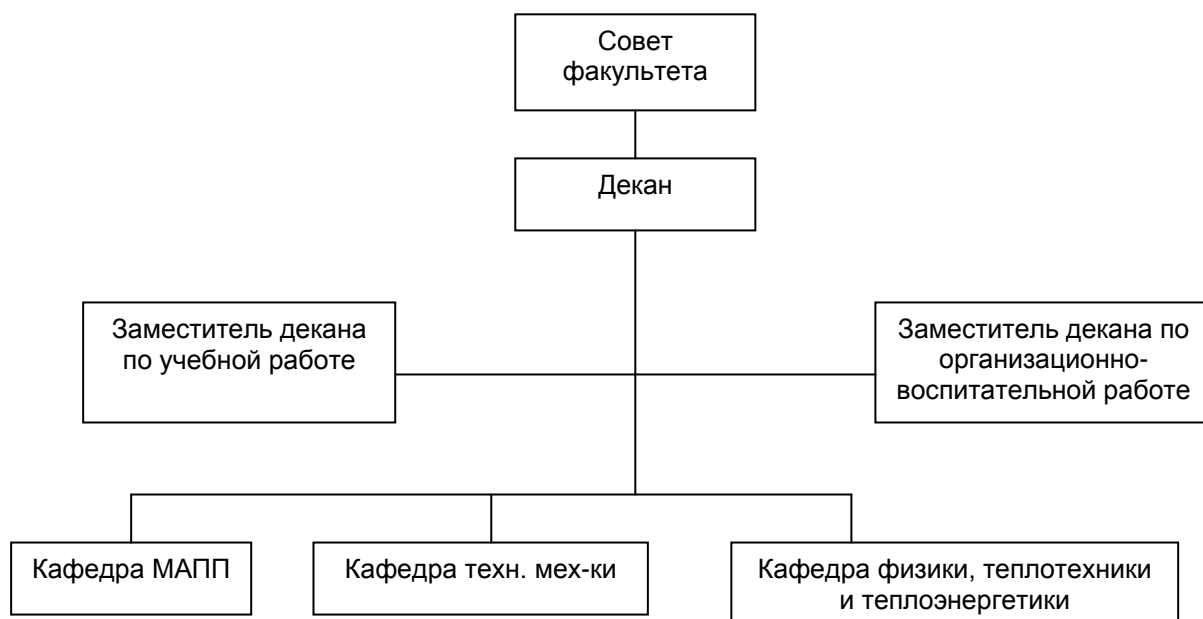 Совет
факультета
Декан
Заместитель декана
по учебной работе
Заместитель декана по
организационно-
воспитательной работе
Кафедра МАПП
Кафедра техн. мех-ки
Кафедра физики, теплотехники
и теплоэнергетики